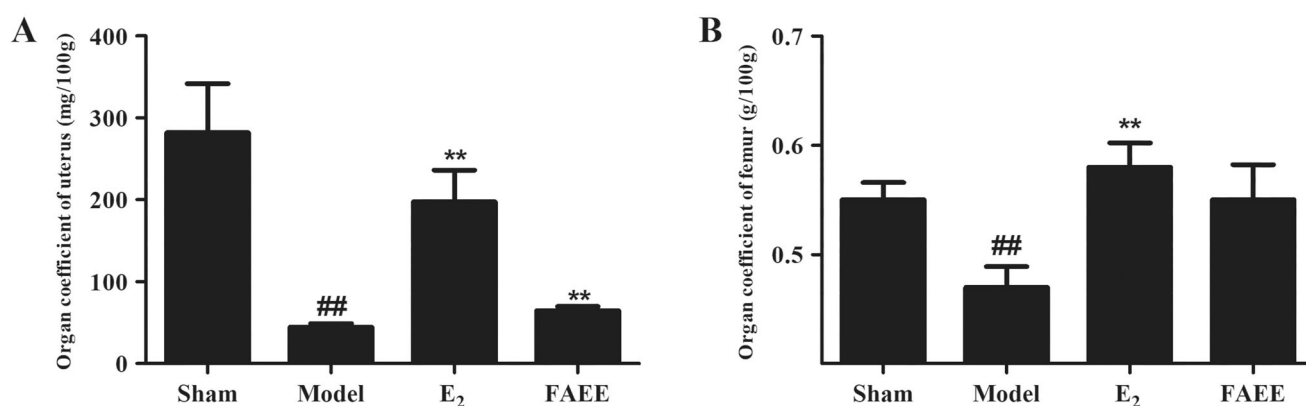 A
Organ coefficient of uterus (mg/100g)
400
300
200
100
0
##
**
**
Sham Model E₂ FAEE
B
Organ coefficient of femur (g/100g)
0.7
0.6
0.5
##
**
Sham Model E₂ FAEE